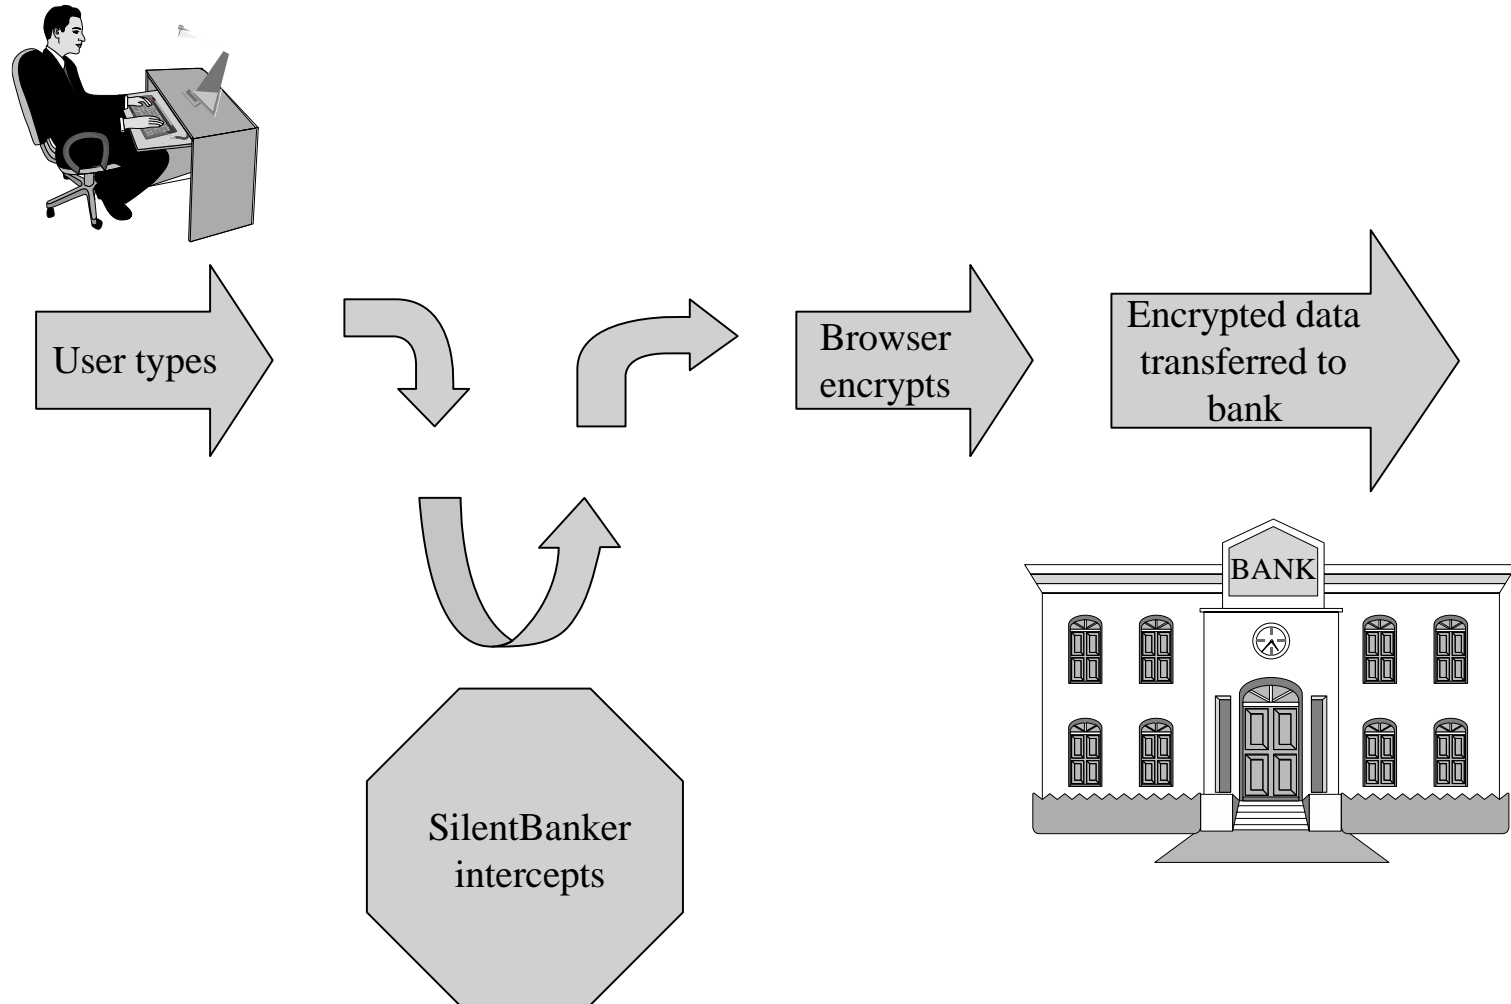 User types
Browser
encrypts
Encrypted data
transferred to
bank
BANK
SilentBanker
intercepts